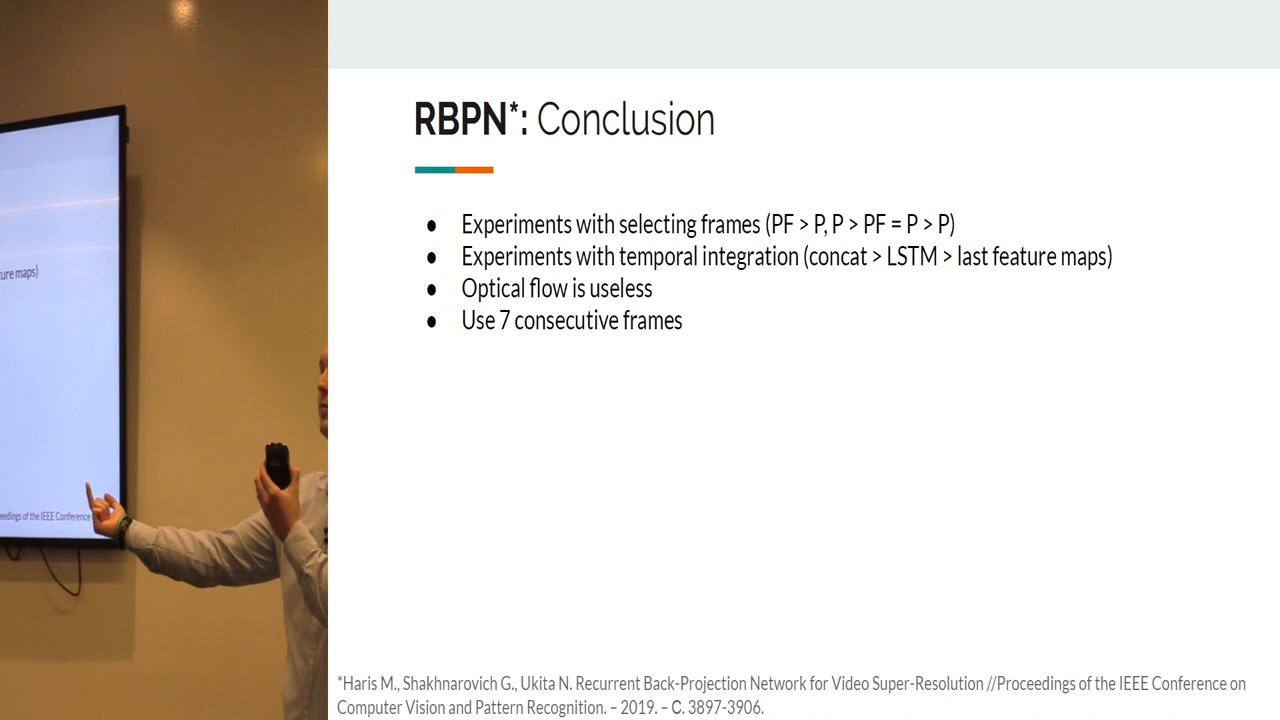 RBPN*: Conclusion
● Experiments with selecting frames (PF > P, P > PF = P > P)
● Experiments with temporal integration (concat > LSTM > last feature maps)
● Optical flow is useless
● Use 7 consecutive frames
*Haris M., Shakhnarovich G., Ukita N. Recurrent Back-Projection Network for Video Super-Resolution //Proceedings of the IEEE Conference on
Computer Vision and Pattern Recognition. – 2019. – С. 3897-3906.
ture maps)
eedings of the IEEE Conference